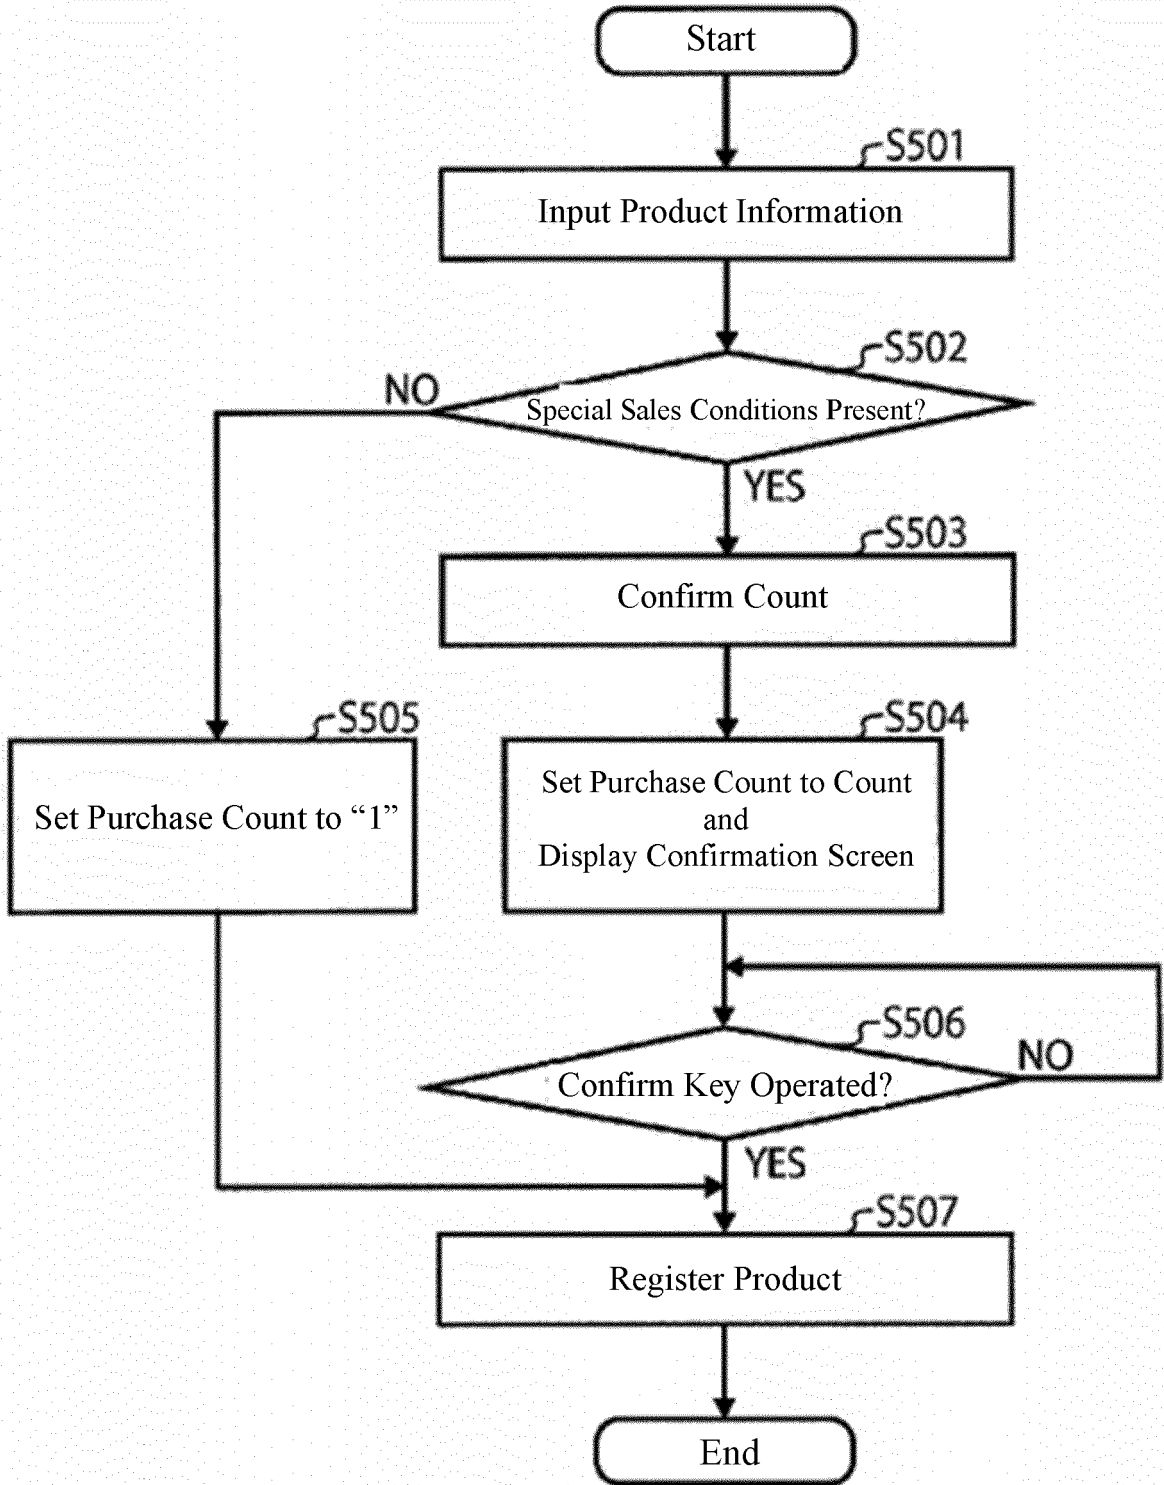 Start
S501
Input Product Information
S502
NO
Special Sales Conditions Present?
YES
S503
Confirm Count
S505
S504
Set Purchase Count to “1”
Set Purchase Count to Count
and
Display Confirmation Screen
S506
NO
Confirm Key Operated?
YES
S507
Register Product
End